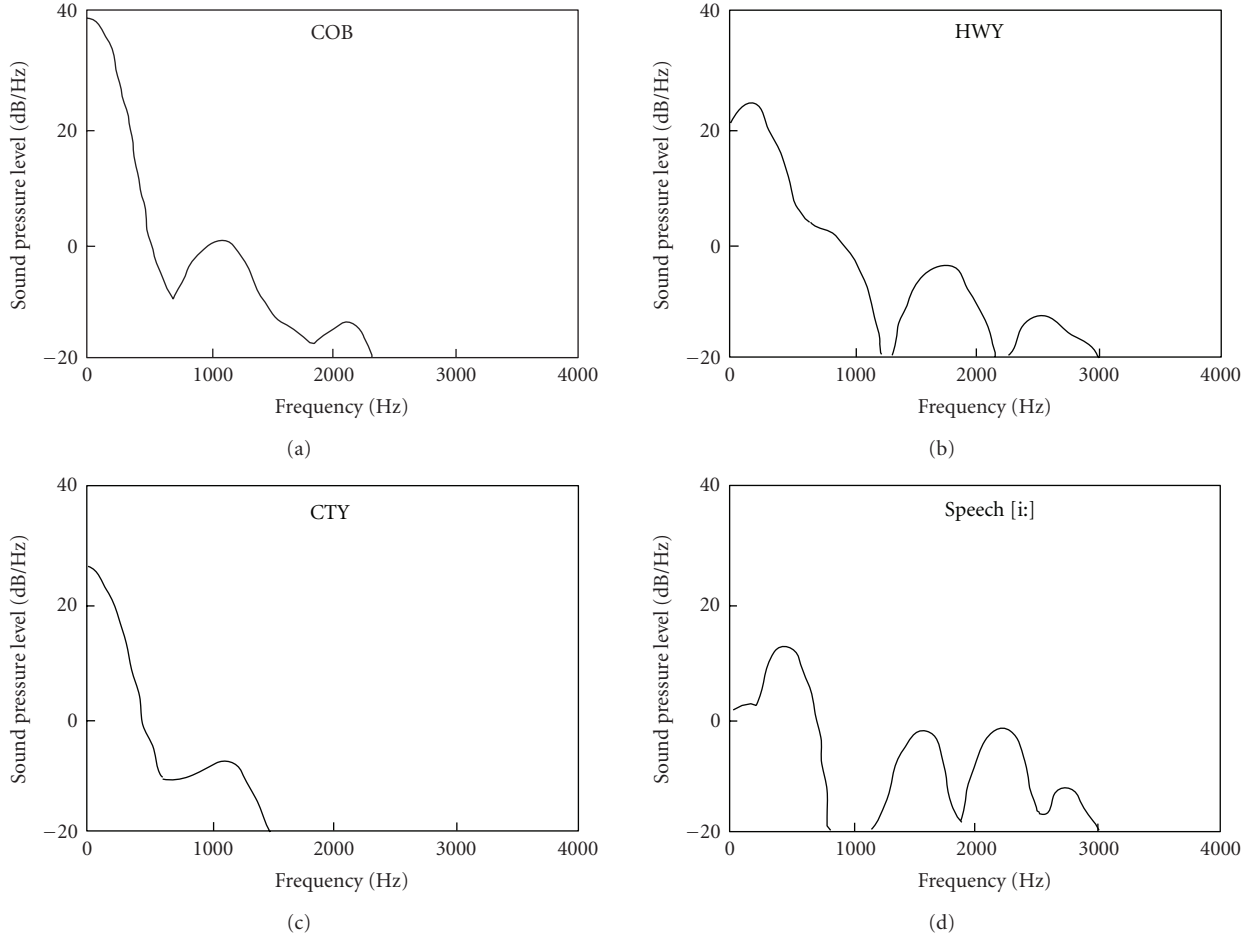 COB
Sound pressure level (dB/Hz)
40
20
0
−20
0 1000 2000 3000 4000
Frequency (Hz)
(a)
HWY
Sound pressure level (dB/Hz)
40
20
0
−20
0 1000 2000 3000 4000
Frequency (Hz)
(b)
CTY
Sound pressure level (dB/Hz)
40
20
0
−20
0 1000 2000 3000 4000
Frequency (Hz)
(c)
Speech [i:]
Sound pressure level (dB/Hz)
40
20
0
−20
0 1000 2000 3000 4000
Frequency (Hz)
(d)